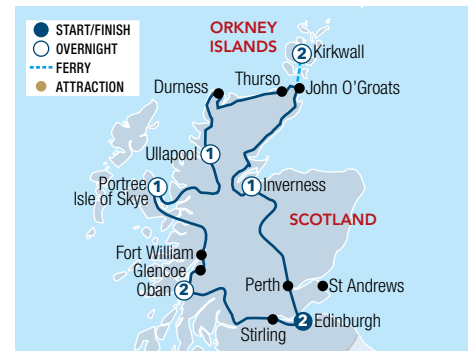 START/FINISH
OVERNIGHT
FERRY
ATTRACTION
ORKNEY
ISLANDS
2 Kirkwall
Thurso
John O'Groats
Durness
Ullapool 1
Portree
Isle of Skye
1
1 Inverness
SCOTLAND
Fort William
Glencoe
Oban 2
Perth
St Andrews
2 Edinburgh
Stirling